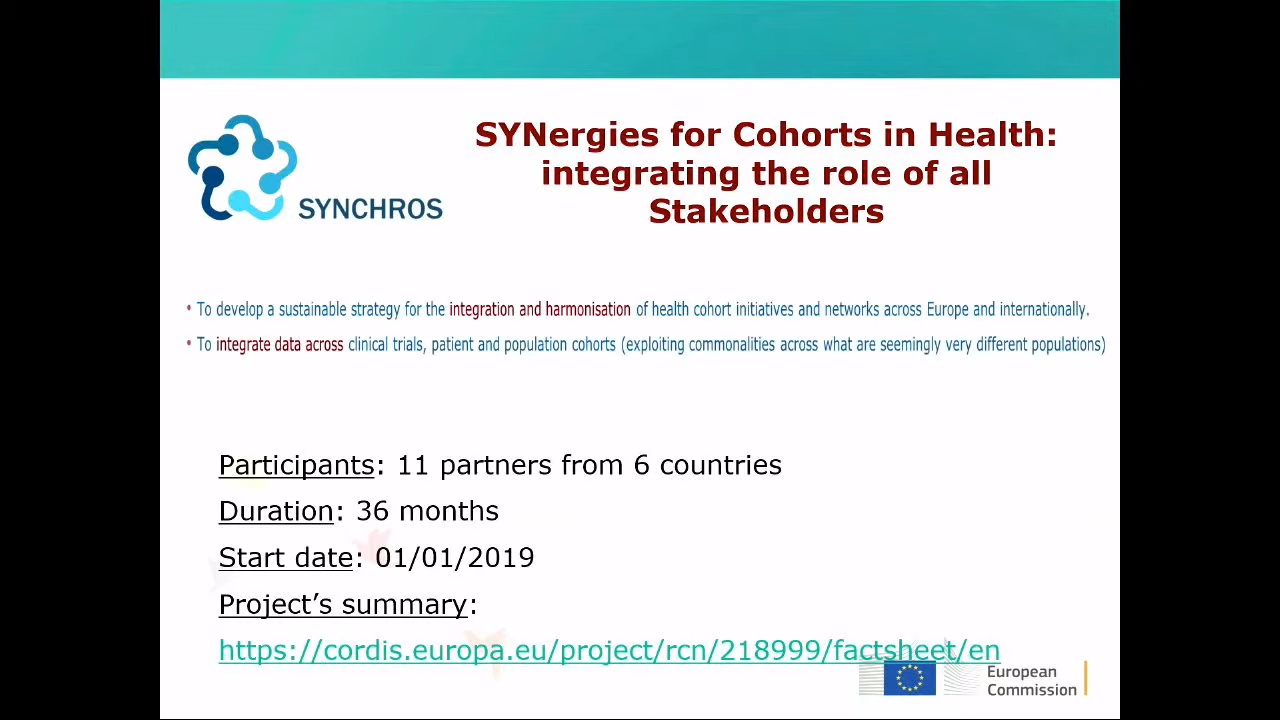 SYNergies for Cohorts in Health:
integrating the role of all
Stakeholders
SYNCHROS
• To develop a sustainable strategy for the integration and harmonisation of health cohort initiatives and networks across Europe and internationally.
• To integrate data across clinical trials, patient and population cohorts (exploiting commonalities across what are seemingly very different populations)
Participants: 11 partners from 6 countries
Duration: 36 months
Start date: 01/01/2019
Project’s summary:
https://cordis.europa.eu/project/rcn/218999/factsheet/en
European
Commission